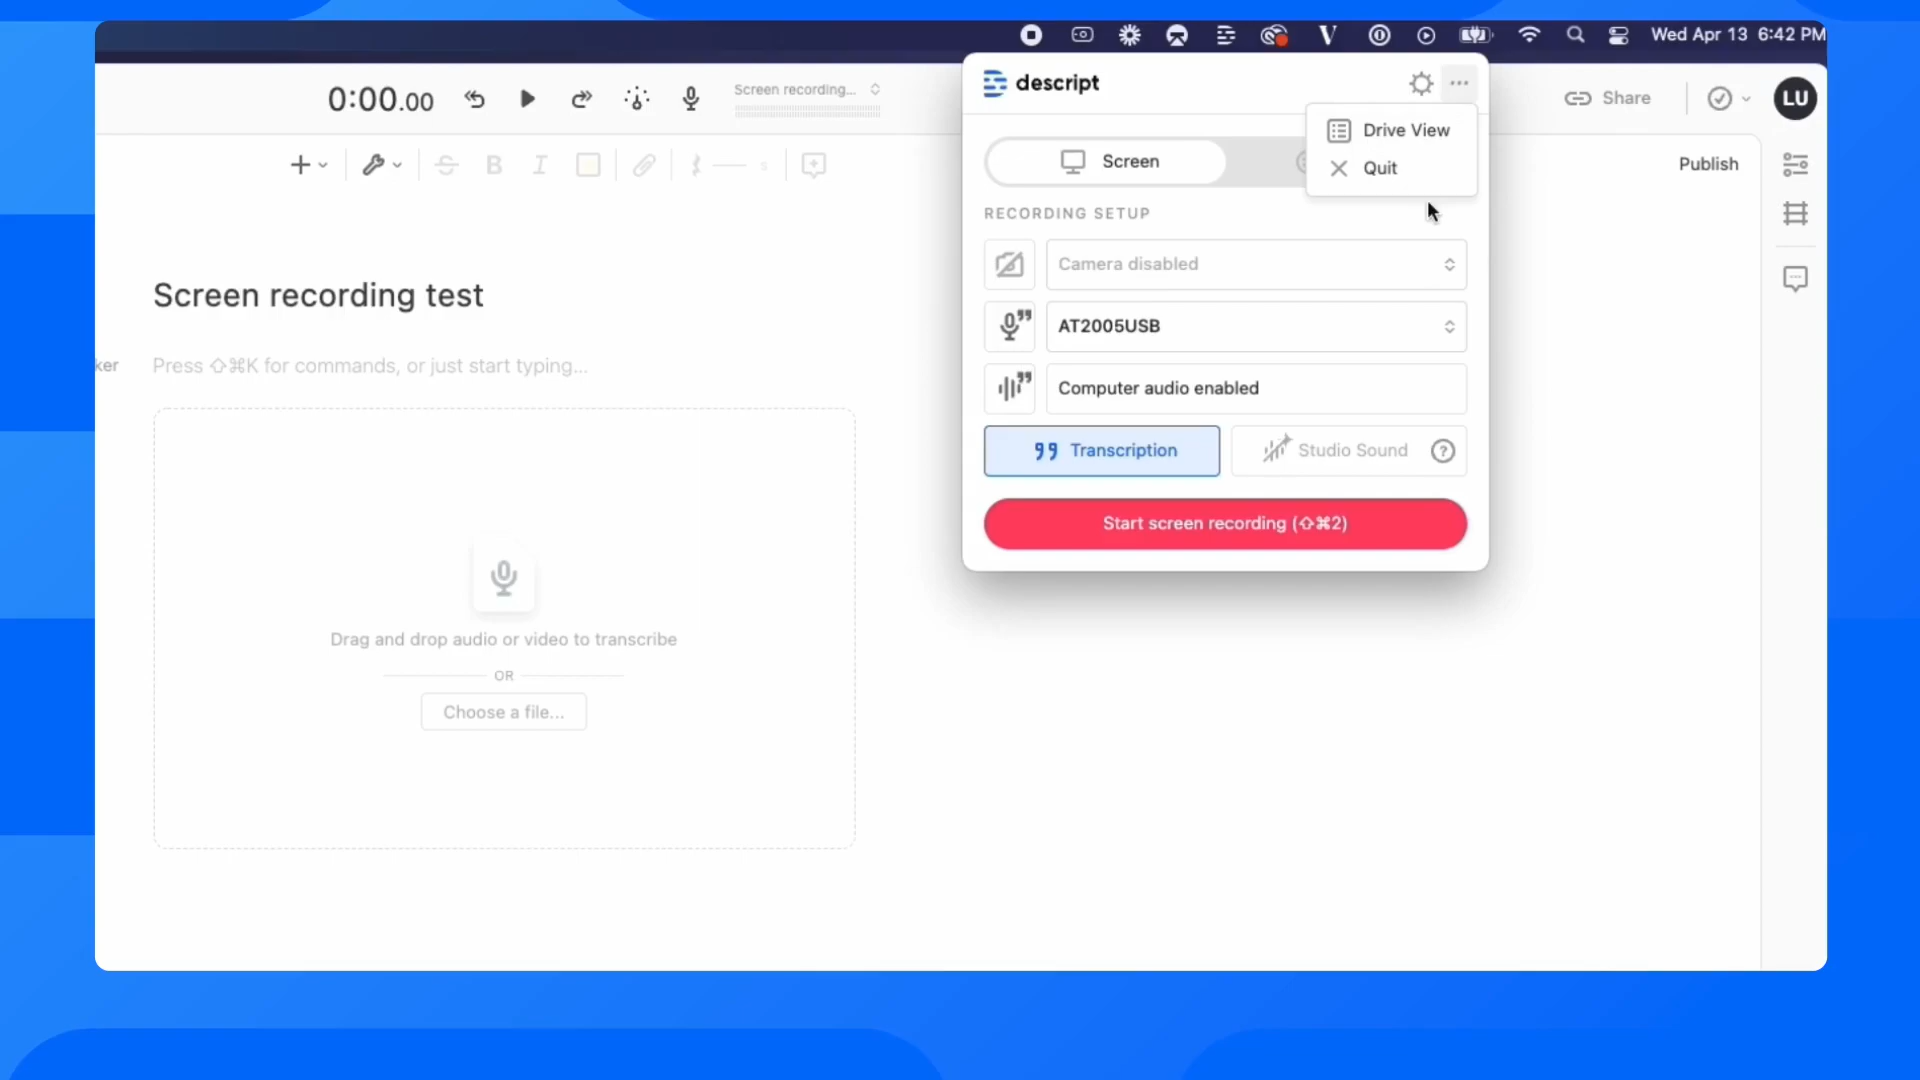 Wed Apr 13 6:42 PM
0:00.00
Screen recording...
descript
Share
LU
Drive View
Quit
Screen
Publish
B
I
s
RECORDING SETUP
Camera disabled
Screen recording test
AT2005USB
ker
Press ⇧⌘K for commands, or just start typing...
Computer audio enabled
Transcription
Studio Sound
?
Start screen recording (⇧⌘2)
Drag and drop audio or video to transcribe
OR
Choose a file...